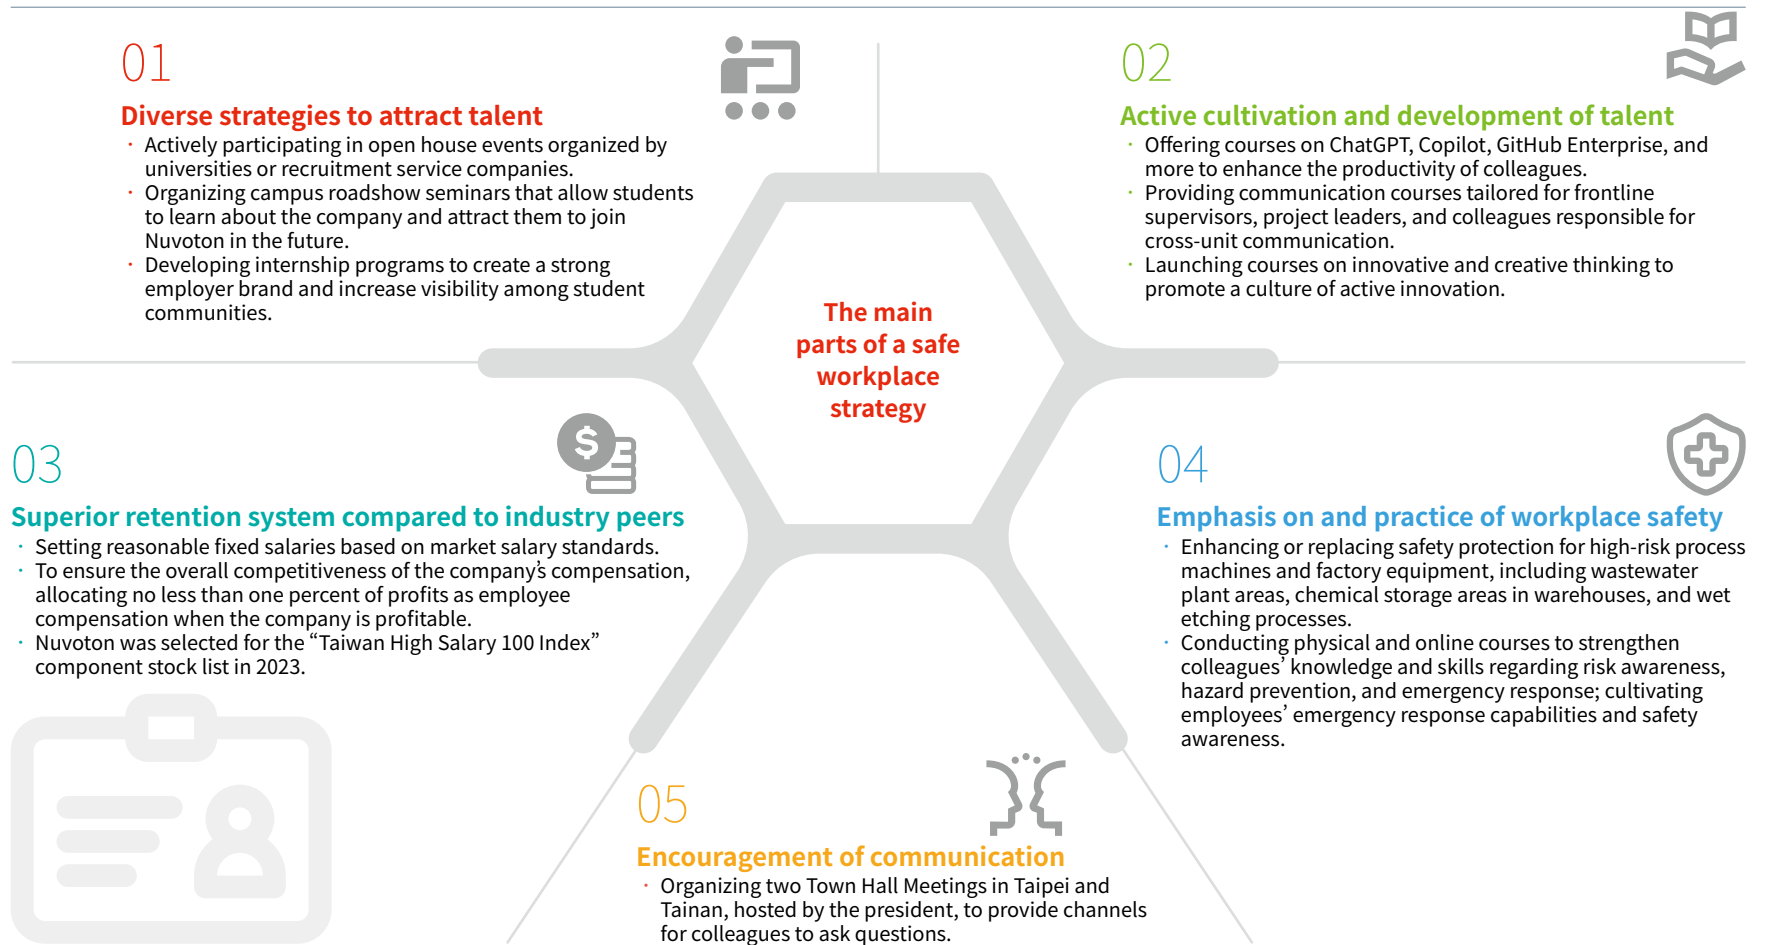 01
Diverse strategies to attract talent
· Actively participating in open house events organized by
universities or recruitment service companies.
· Organizing campus roadshow seminars that allow students
to learn about the company and attract them to join
Nuvoton in the future.
· Developing internship programs to create a strong
employer brand and increase visibility among student
communities.
02
Active cultivation and development of talent
· Offering courses on ChatGPT, Copilot, GitHub Enterprise, and
more to enhance the productivity of colleagues.
· Providing communication courses tailored for frontline
supervisors, project leaders, and colleagues responsible for
cross-unit communication.
· Launching courses on innovative and creative thinking to
promote a culture of active innovation.
The main
parts of a safe
workplace
strategy
03
$
Superior retention system compared to industry peers
· Setting reasonable fixed salaries based on market salary standards.
· To ensure the overall competitiveness of the company’s compensation,
allocating no less than one percent of profits as employee
compensation when the company is profitable.
· Nuvoton was selected for the “Taiwan High Salary 100 Index”
component stock list in 2023.
04
Emphasis on and practice of workplace safety
· Enhancing or replacing safety protection for high-risk process
machines and factory equipment, including wastewater
plant areas, chemical storage areas in warehouses, and wet
etching processes.
· Conducting physical and online courses to strengthen
colleagues’ knowledge and skills regarding risk awareness,
hazard prevention, and emergency response; cultivating
employees’ emergency response capabilities and safety
awareness.
05
Encouragement of communication
· Organizing two Town Hall Meetings in Taipei and
Tainan, hosted by the president, to provide channels
for colleagues to ask questions.